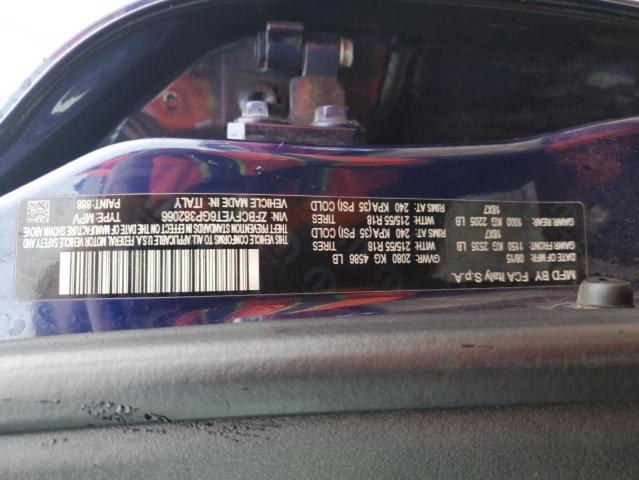 MFD BY FCA Italy S.p.A.
DATE OF MFR: 08/15 GVWR: 2080 KG 4586 LB
GAWR FRONT: 1150 KG 2535 LB
18X7
TIRES: 215/55 R18
RIMS AT: 240 KPA(35 PSI) COLD
GAWR REAR: 1000 KG 2205 LB
18X7
TIRES: 215/55 R18
RIMS AT: 240 KPA(35 PSI) COLD
THIS VEHICLE CONFORMS TO ALL APPLICABLE U.S.A. FEDERAL MOTOR VEHICLE SAFETY AND
THEFT PREVENTION STANDARDS IN EFFECT ON THE DATE OF MANUFACTURE SHOWN ABOVE
VIN: TYPE: MPV
VEHICLE MADE IN: ITALY PAINT: 888